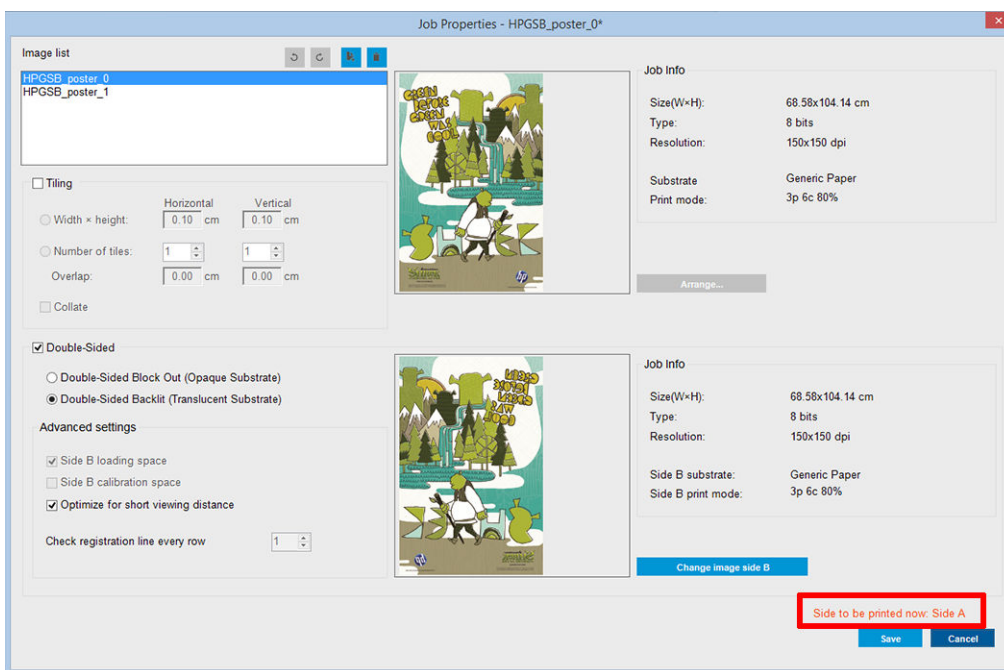 Job Properties - HPGSB_poster_0*
Image list
HPGSB_poster_0
HPGSB_poster_1
Tiling
Horizontal Vertical
Width × height: 0.10 cm 0.10 cm
Number of tiles: 1 1
Overlap: 0.00 cm 0.00 cm
Collate
GREEN
BEFORE
GREEN
WAS
COOL
hp
Job Info
Size(W×H): 68.58x104.14 cm
Type: 8 bits
Resolution: 150x150 dpi
Substrate Generic Paper
Print mode: 3p 6c 80%
Arrange...
Double-Sided
Double-Sided Block Out (Opaque Substrate)
Double-Sided Backlit (Translucent Substrate)
Advanced settings
Side B loading space
Side B calibration space
Optimize for short viewing distance
Check registration line every row 1
Job Info
Size(W×H): 68.58x104.14 cm
Type: 8 bits
Resolution: 150x150 dpi
Side B substrate: Generic Paper
Side B print mode: 3p 6c 80%
Change image side B
Side to be printed now: Side A
Save Cancel